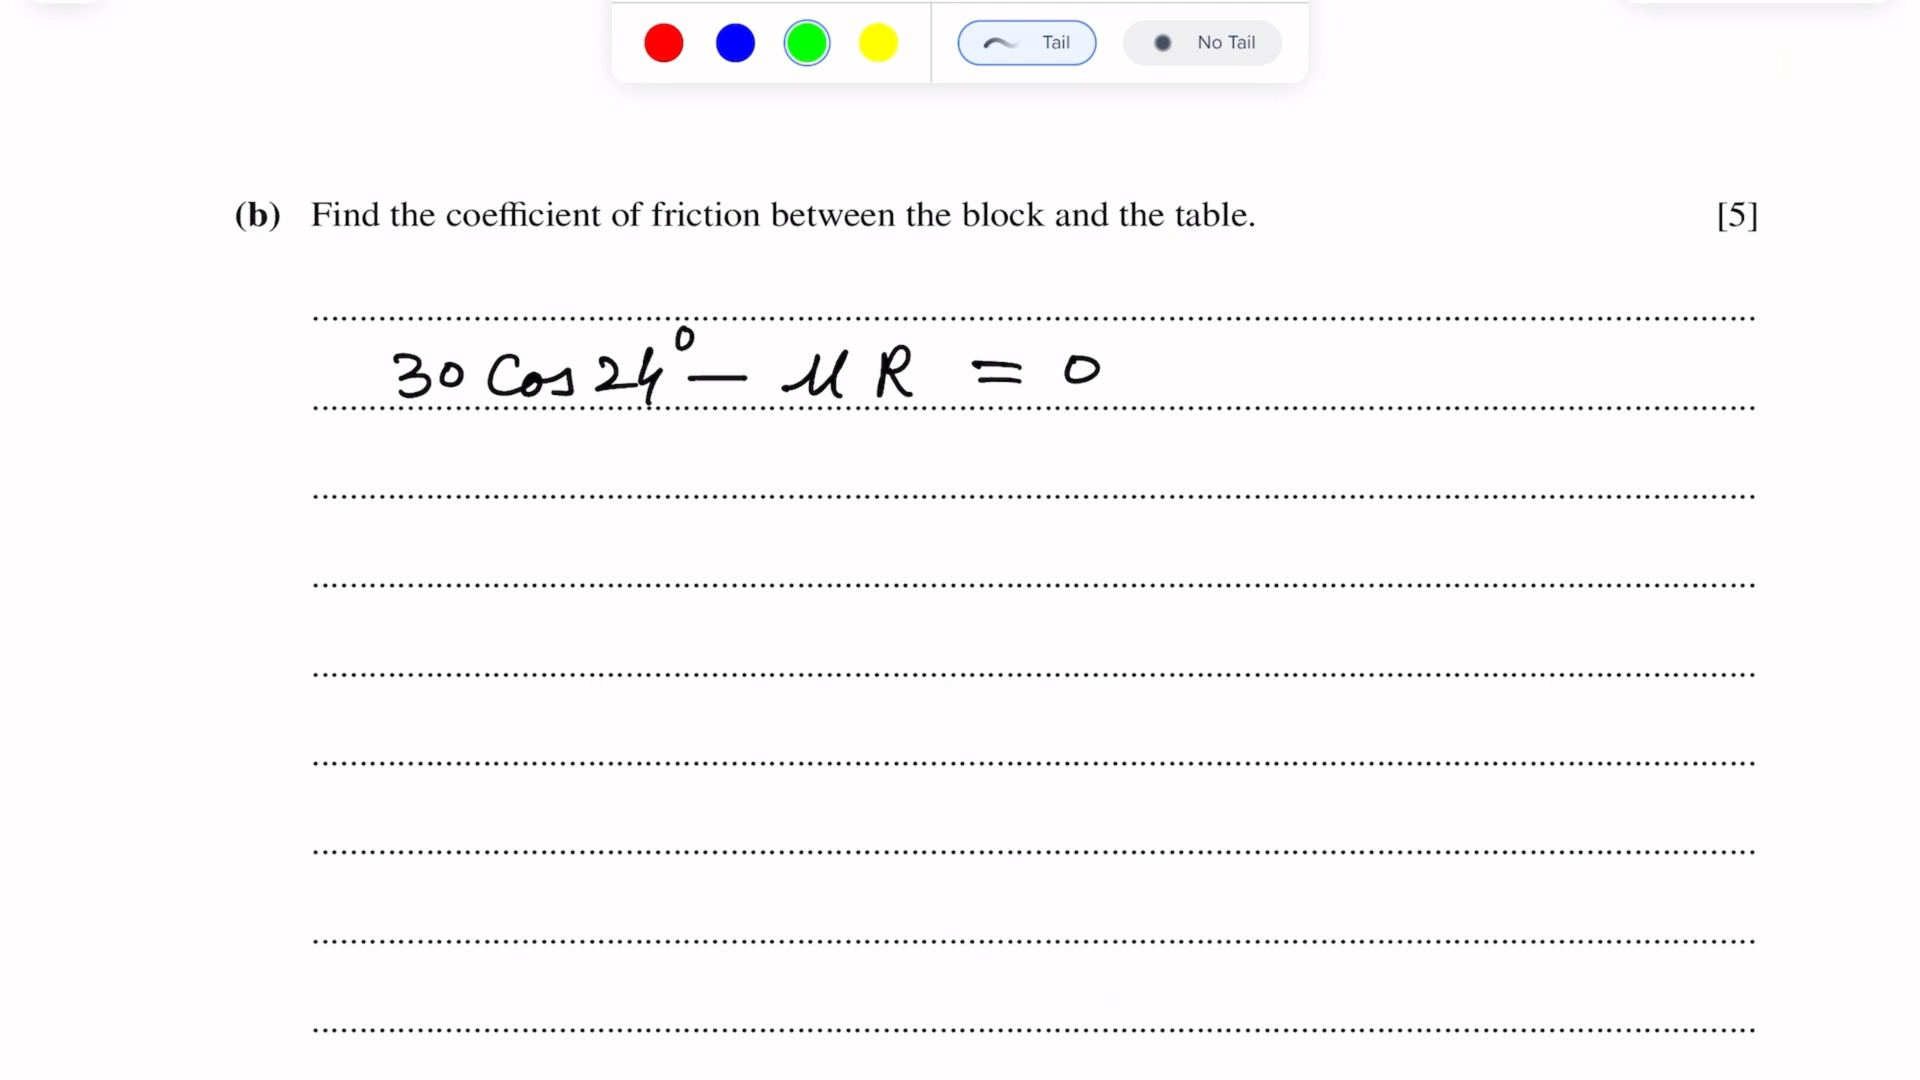 Tail No Tail
(b) Find the coefficient of friction between the block and the table. [5]
30 Cos 24° − μ R = 0